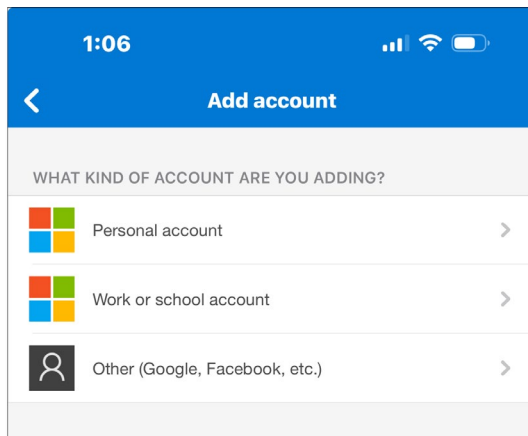 1:06
Add account
WHAT KIND OF ACCOUNT ARE YOU ADDING?
Personal account
Work or school account
Other (Google, Facebook, etc.)